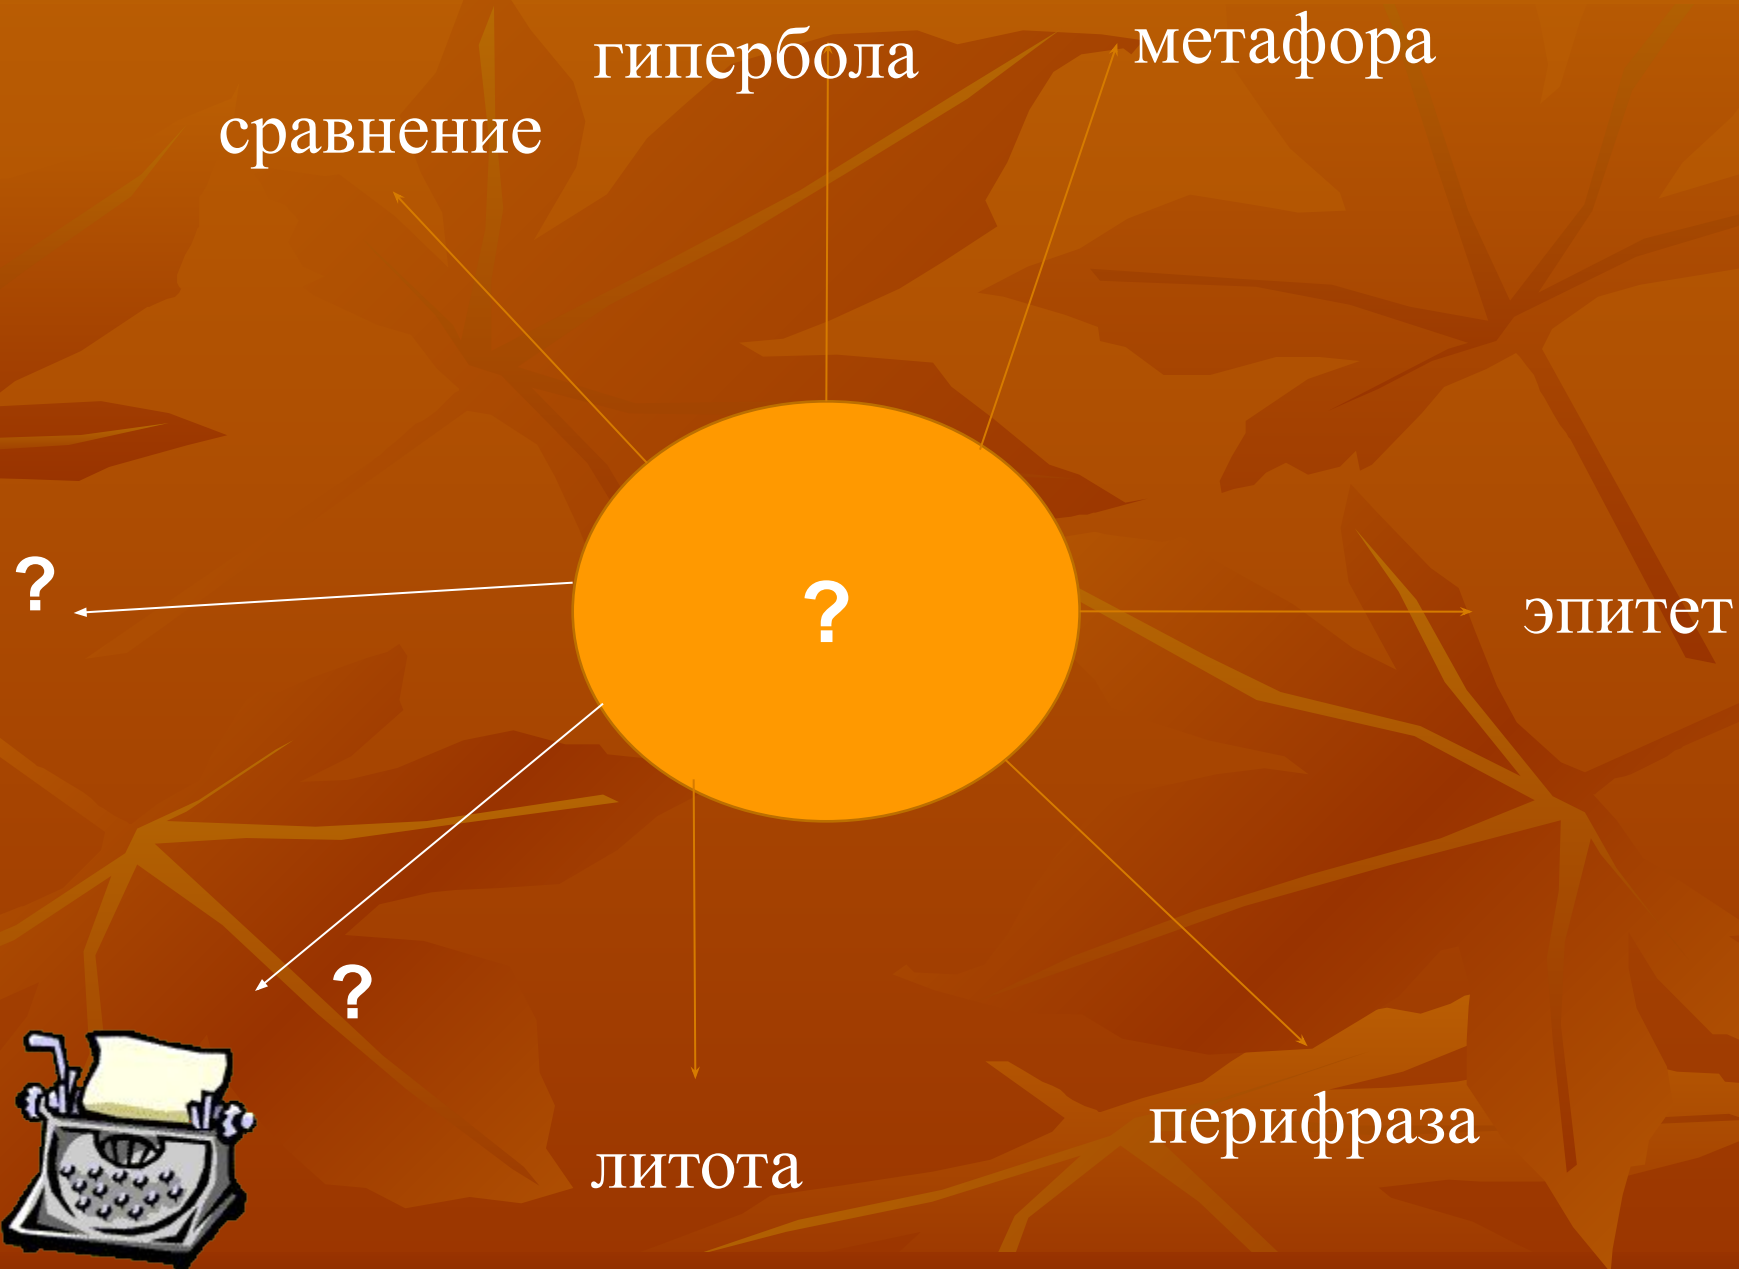 гипербола
метафора
сравнение
?
?
эпитет
?
перифраза
литота